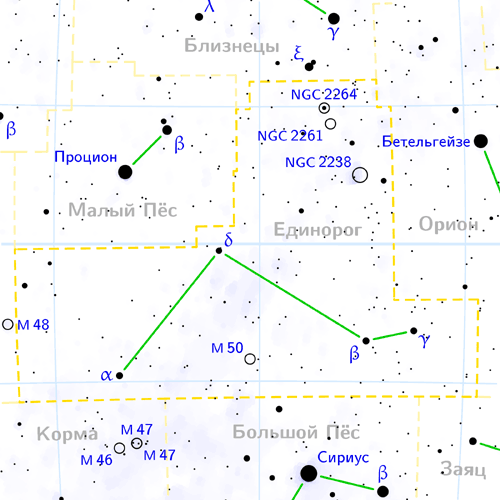 λ
γ
Близнецы
ξ
NGC 2264
β
NGC 2261
β
Бетельгейзе
Процион
NGC 2238
Малый Пёс
Единорог
Орион
δ
M 48
M 50
β
γ
α
M 47
Корма
Большой Пёс
M 46
M 47
Сириус
β
Заяц